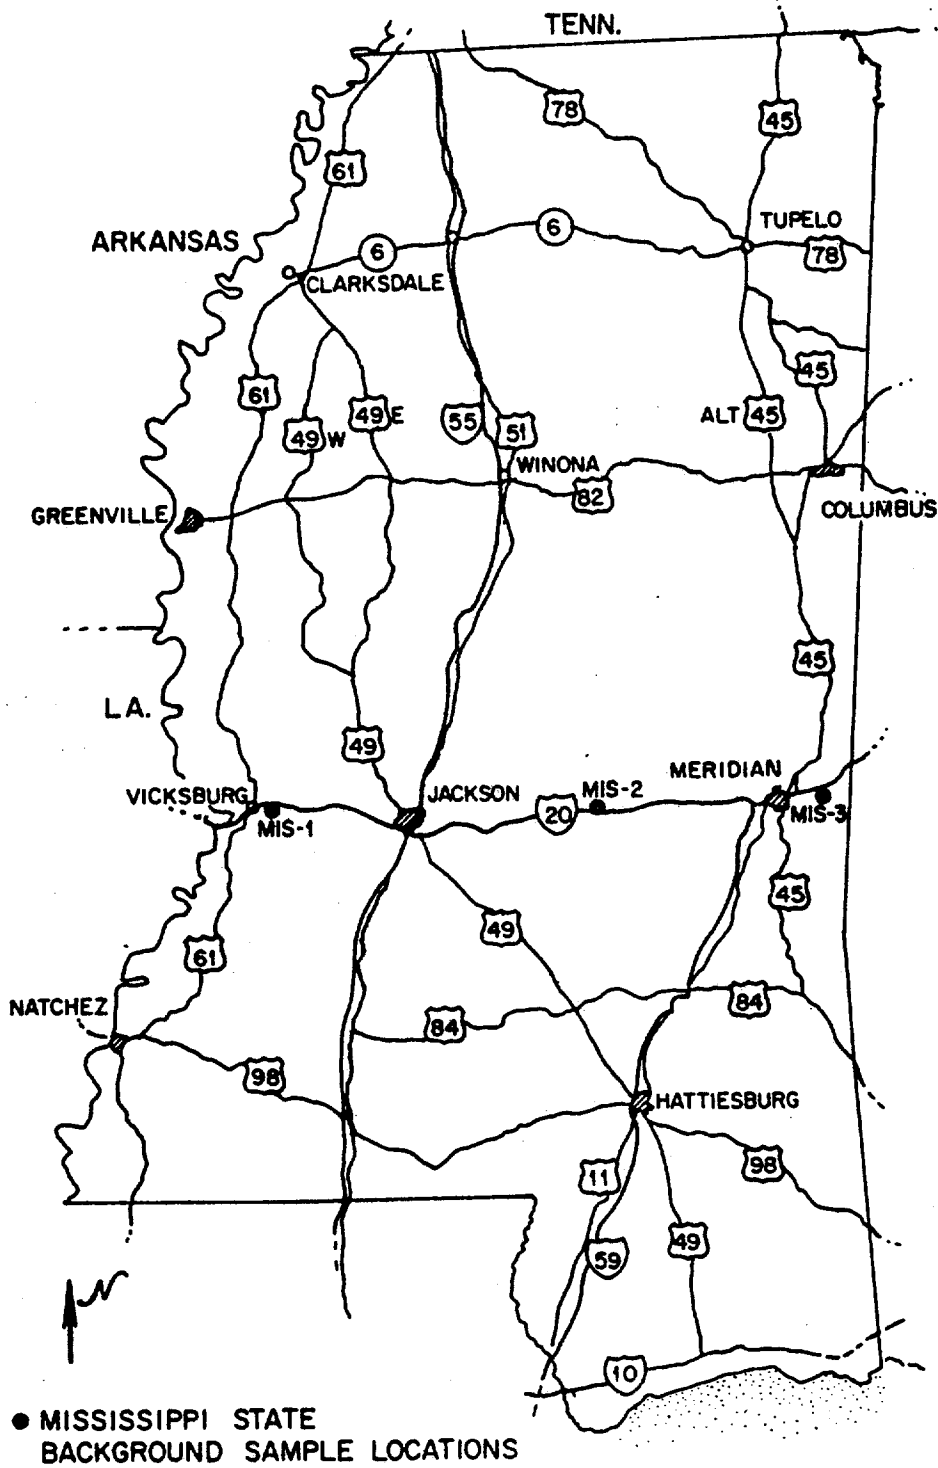 TENN.
78
45
61
ARKANSAS
6
6
TUPELO
78
CLARKSDALE
61
49 W
49 E
55
51
45
ALT 45
WINONA
82
GREENVILLE
COLUMBUS
45
LA.
49
MERIDIAN
VICKSBURG
JACKSON
MIS-2
MIS-1
20
MIS-3
45
61
49
NATCHEZ
84
84
98
HATTIESBURG
11
98
59
49
N
10
MISSISSIPPI STATE
BACKGROUND SAMPLE LOCATIONS